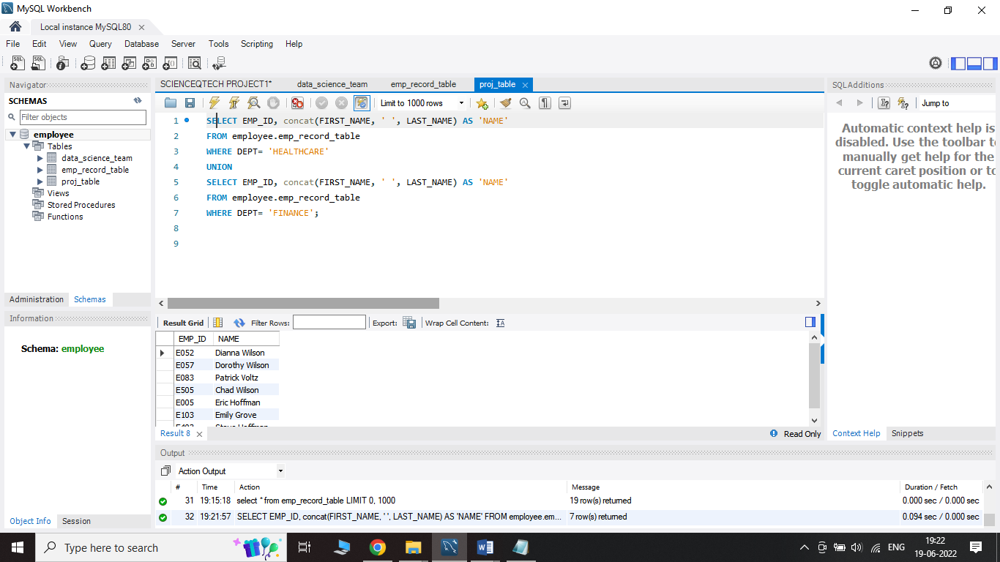 MySQL Workbench
Local instance MySQL80
File Edit View Query Database Server Tools Scripting Help
Navigator
SCHEMAS
Filter objects
employee
Tables
data_science_team
emp_record_table
proj_table
Views
Stored Procedures
Functions
Administration Schemas
Information
Schema: employee
Object Info Session
SCIENCEQTECH PROJECT1* data_science_team emp_record_table proj_table
Limit to 1000 rows
1 SELECT EMP_ID, concat(FIRST_NAME, ' ', LAST_NAME) AS 'NAME'
2 FROM employee.emp_record_table
3 WHERE DEPT= 'HEALTHCARE'
4 UNION
5 SELECT EMP_ID, concat(FIRST_NAME, ' ', LAST_NAME) AS 'NAME'
6 FROM employee.emp_record_table
7 WHERE DEPT= 'FINANCE';
8
9
Result Grid Filter Rows: Export: Wrap Cell Content:
EMP_ID NAME
E052 Dianna Wilson
E057 Dorothy Wilson
E083 Patrick Voltz
E505 Chad Wilson
E005 Eric Hoffman
E103 Emily Grove
Result 8 Read Only
SQLAdditions
Jump to
Automatic context help is
disabled. Use the toolbar to
manually get help for the
current caret position or to
toggle automatic help.
Context Help Snippets
Output
Action Output
# Time Action Message Duration / Fetch
31 19:15:18 select * from emp_record_table LIMIT 0, 1000 19 row(s) returned 0.000 sec / 0.000 sec
32 19:21:57 SELECT EMP_ID, concat(FIRST_NAME, ' ', LAST_NAME) AS 'NAME' FROM employee.em... 7 row(s) returned 0.094 sec / 0.000 sec
Type here to search
ENG
19:22
19-06-2022